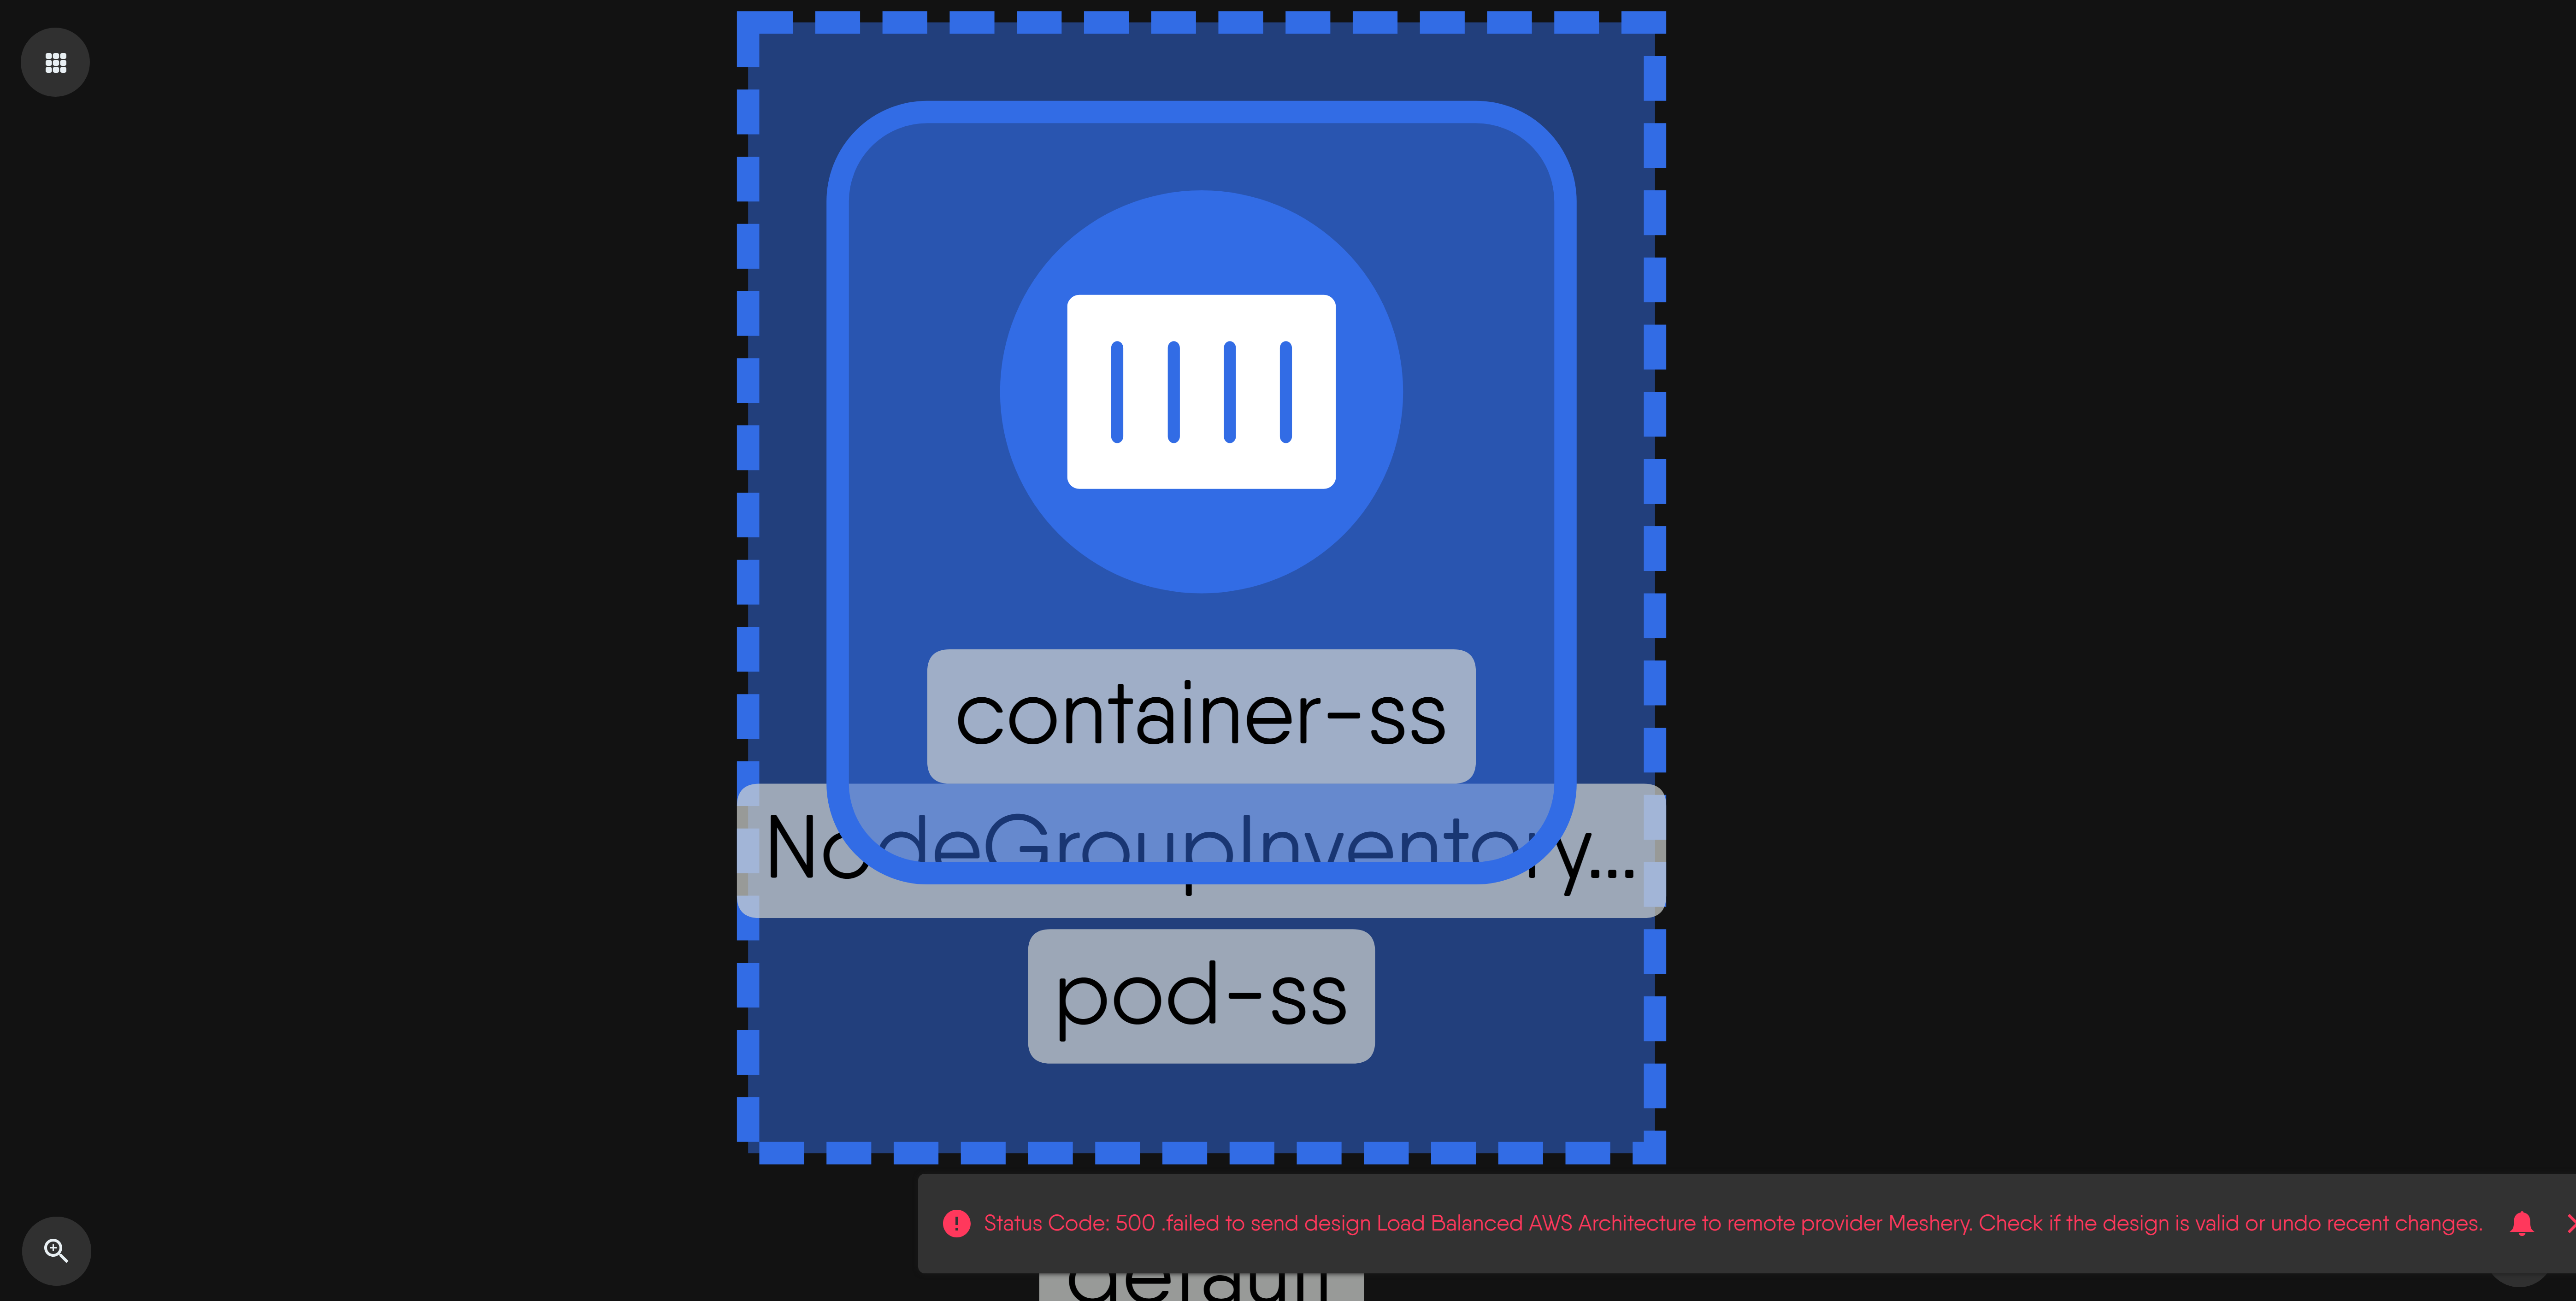 container-ss
NodeGroupInventory...
pod-ss
Status Code: 500 .failed to send design Load Balanced AWS Architecture to remote provider Meshery. Check if the design is valid or undo recent changes.
default